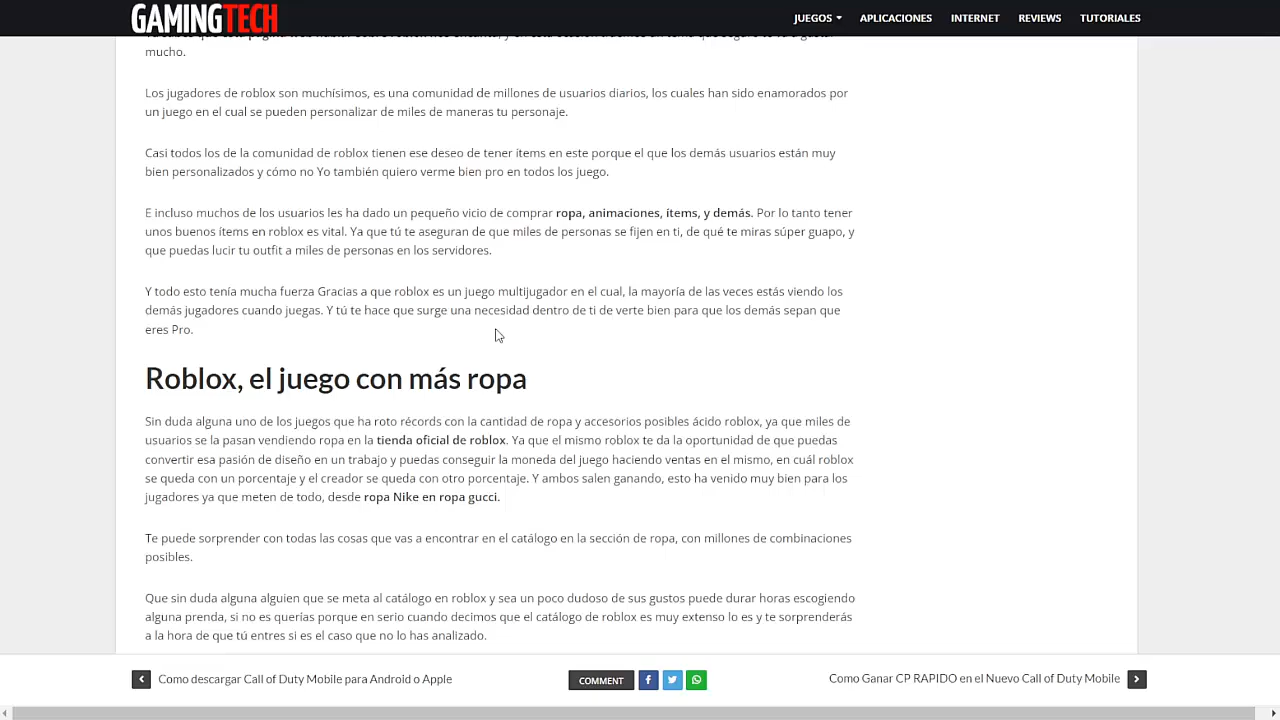 GAMINGTECH
JUEGOS APLICACIONES INTERNET REVIEWS TUTORIALES
mucho.
Los jugadores de roblox son muchísimos, es una comunidad de millones de usuarios diarios, los cuales han sido enamorados por
un juego en el cual se pueden personalizar de miles de maneras tu personaje.
Casi todos los de la comunidad de roblox tienen ese deseo de tener ítems en este porque el que los demás usuarios están muy
bien personalizados y cómo no Yo también quiero verme bien pro en todos los juego.
E incluso muchos de los usuarios les ha dado un pequeño vicio de comprar ropa, animaciones, ítems, y demás. Por lo tanto tener
unos buenos ítems en roblox es vital. Ya que tú te aseguran de que miles de personas se fijen en ti, de qué te miras súper guapo, y
que puedas lucir tu outfit a miles de personas en los servidores.
Y todo esto tenía mucha fuerza Gracias a que roblox es un juego multijugador en el cual, la mayoría de las veces estás viendo los
demás jugadores cuando juegas. Y tú te hace que surge una necesidad dentro de ti de verte bien para que los demás sepan que
eres Pro.
Roblox, el juego con más ropa
Sin duda alguna uno de los juegos que ha roto récords con la cantidad de ropa y accesorios posibles ácido roblox, ya que miles de
usuarios se la pasan vendiendo ropa en la tienda oficial de roblox. Ya que el mismo roblox te da la oportunidad de que puedas
convertir esa pasión de diseño en un trabajo y puedas conseguir la moneda del juego haciendo ventas en el mismo, en cuál roblox
se queda con un porcentaje y el creador se queda con otro porcentaje. Y ambos salen ganando, esto ha venido muy bien para los
jugadores ya que meten de todo, desde ropa Nike en ropa gucci.
Te puede sorprender con todas las cosas que vas a encontrar en el catálogo en la sección de ropa, con millones de combinaciones
posibles.
Que sin duda alguna alguien que se meta al catálogo en roblox y sea un poco dudoso de sus gustos puede durar horas escogiendo
alguna prenda, si no es querías porque en serio cuando decimos que el catálogo de roblox es muy extenso lo es y te sorprenderás
a la hora de que tú entres si es el caso que no lo has analizado.
Como descargar Call of Duty Mobile para Android o Apple
COMMENT
Como Ganar CP RAPIDO en el Nuevo Call of Duty Mobile